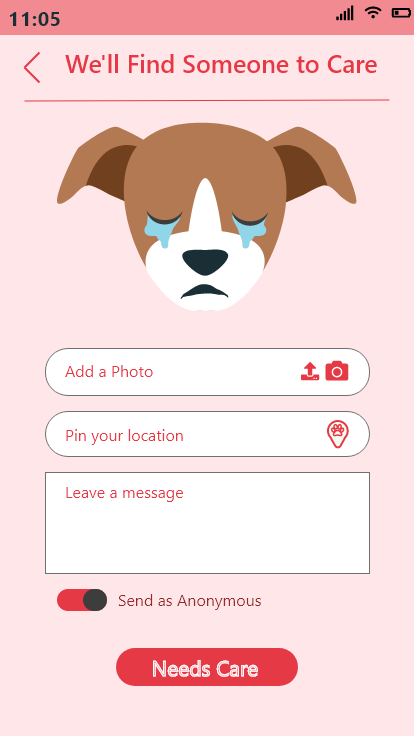 11:05
We'll Find Someone to Care
Add a Photo
Pin your location
Leave a message
Send as Anonymous
Needs Care